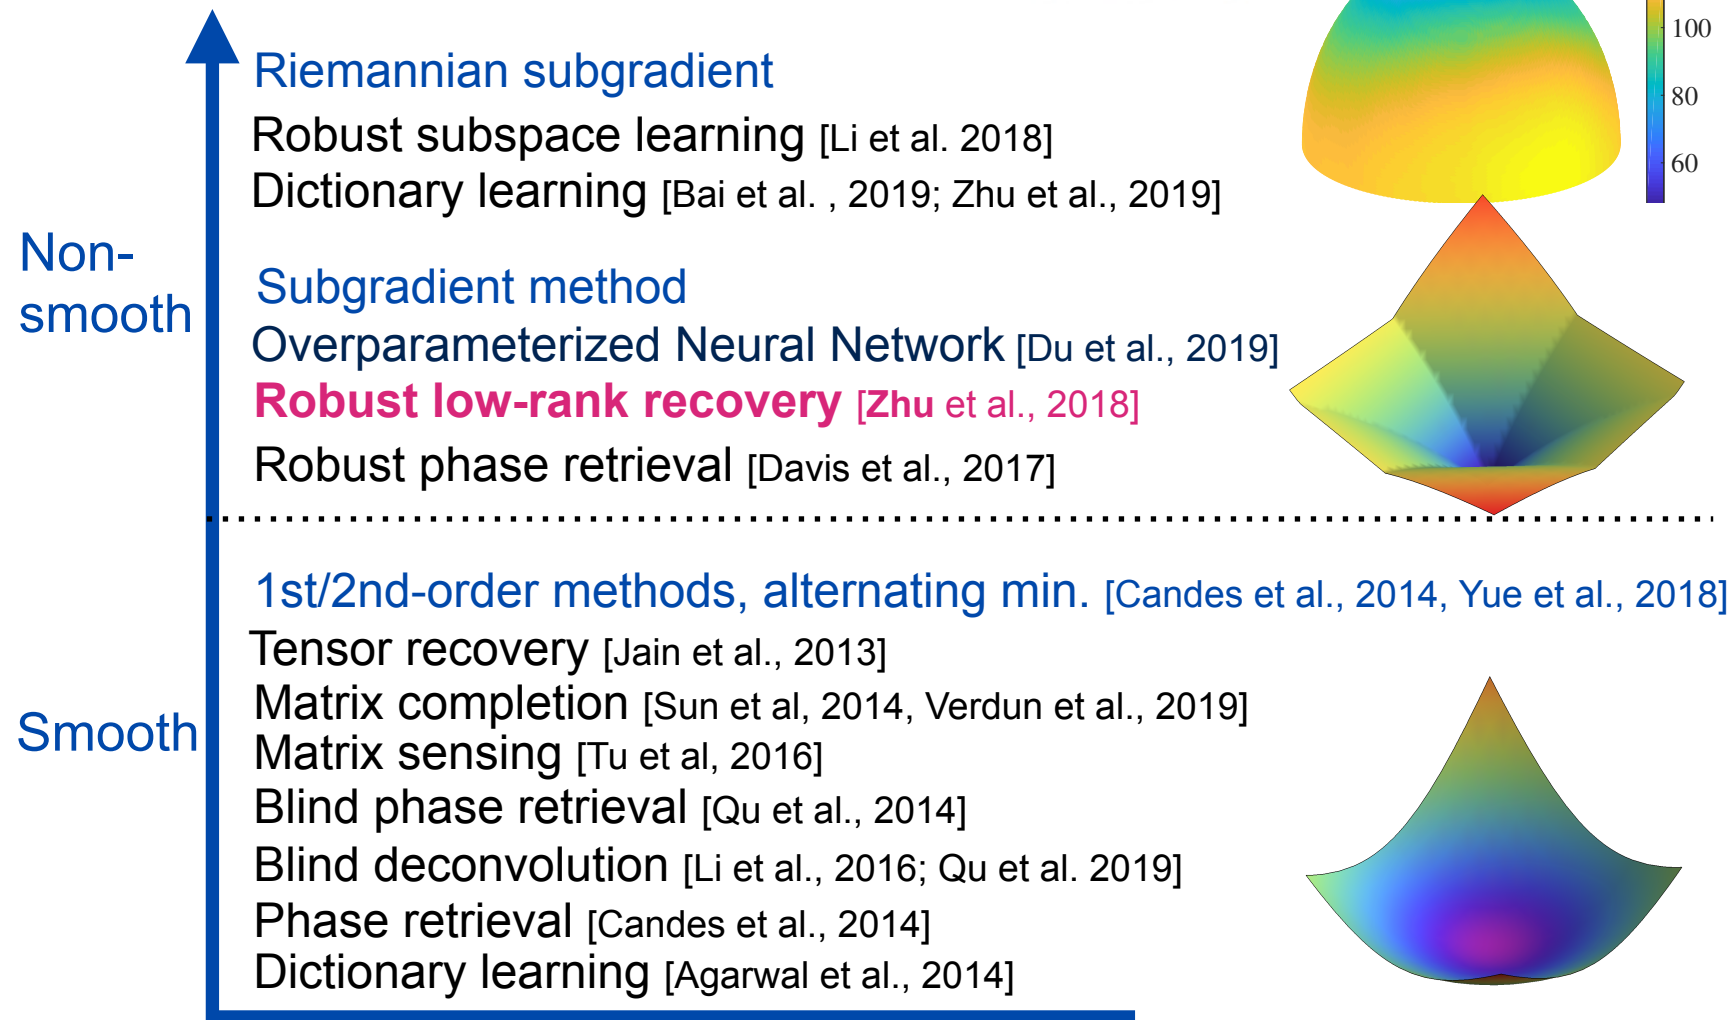 Riemannian subgradient
Robust subspace learning [Li et al. 2018]
Dictionary learning [Bai et al. , 2019; Zhu et al., 2019]
Non-
smooth
Subgradient method
Overparameterized Neural Network [Du et al., 2019]
Robust low-rank recovery [Zhu et al., 2018]
Robust phase retrieval [Davis et al., 2017]
1st/2nd-order methods, alternating min. [Candes et al., 2014, Yue et al., 2018]
Tensor recovery [Jain et al., 2013]
Matrix completion [Sun et al, 2014, Verdun et al., 2019]
Smooth
Matrix sensing [Tu et al, 2016]
Blind phase retrieval [Qu et al., 2014]
Blind deconvolution [Li et al., 2016; Qu et al. 2019]
Phase retrieval [Candes et al., 2014]
Dictionary learning [Agarwal et al., 2014]
100
80
60